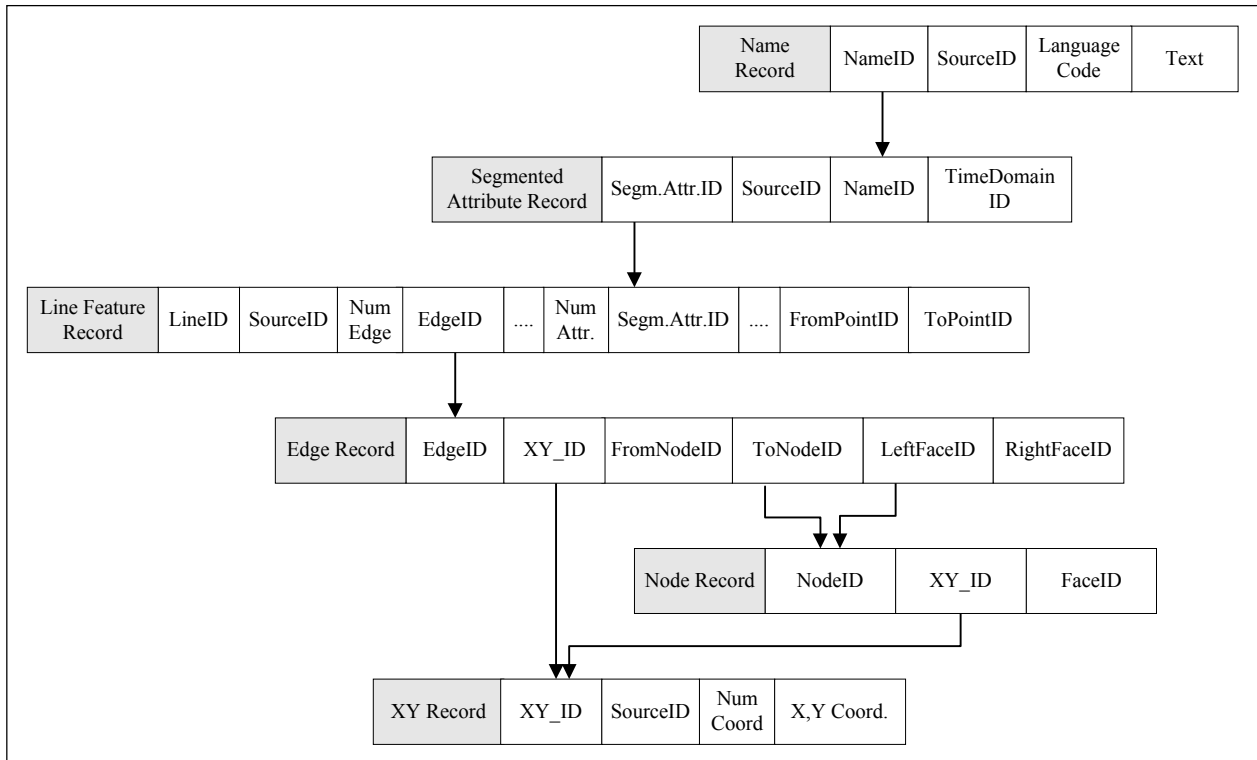 Name Record NameID SourceID Language Code Text
Segmented Attribute Record Segm.Attr.ID SourceID NameID TimeDomain ID
Line Feature Record LineID SourceID Num Edge EdgeID .... Num Attr. Segm.Attr.ID .... FromPointID ToPointID
Edge Record EdgeID XY_ID FromNodeID ToNodeID LeftFaceID RightFaceID
Node Record NodeID XY_ID FaceID
XY Record XY_ID SourceID Num Coord X,Y Coord.